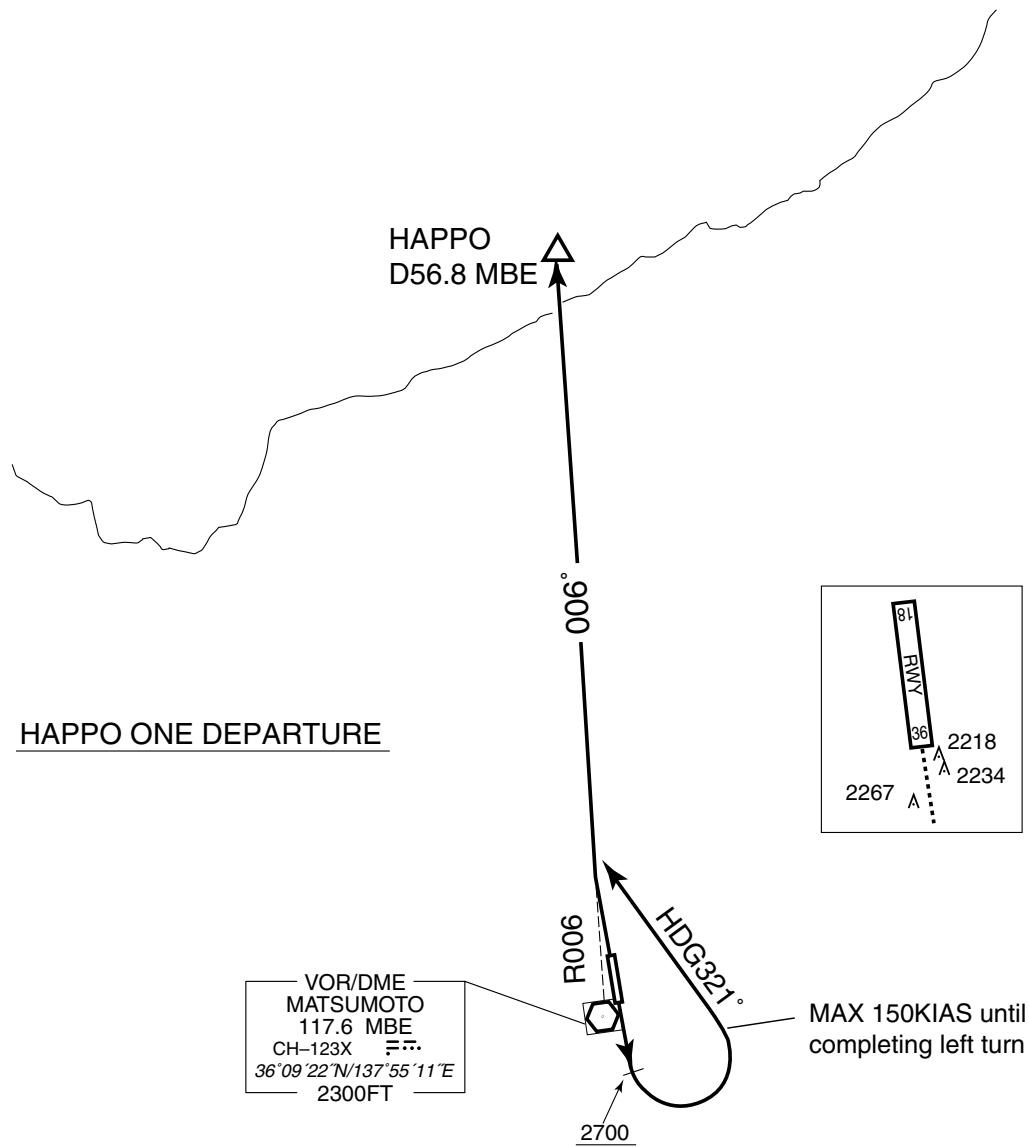 HAPPO
D56.8 MBE
006°
HAPPO ONE DEPARTURE
18
RWY
36
2218
2234
2267
R006
HDG321°
VOR/DME
MATSUMOTO
117.6 MBE
CH–123X
36°09′22″N/137°55′11″E
2300FT
MAX 150KIAS until
completing left turn
2700